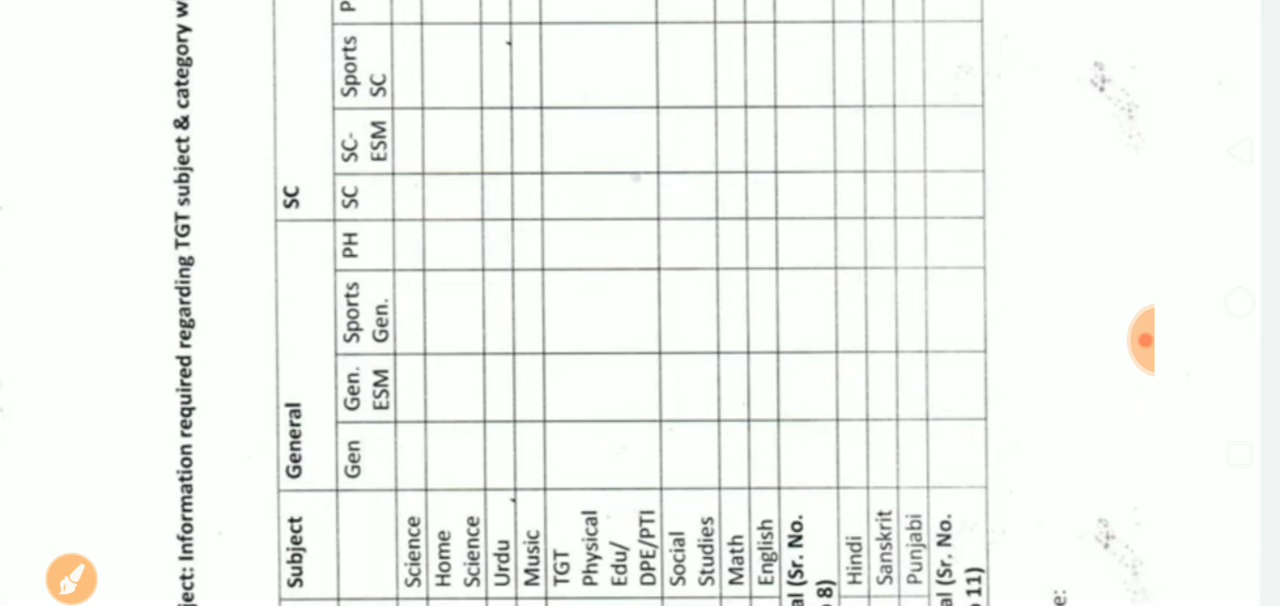 ject: Information required regarding TGT subject & category w
Subject General SC
Gen Gen. ESM Sports Gen. PH SC SC-ESM Sports SC P
Science
Home
Science
Urdu
Music
TGT
Physical
Edu/
DPE/PTI
Social
Studies
Math
English
al (Sr. No.
8)
Hindi
Sanskrit
Punjabi
al (Sr. No.
11)
e: